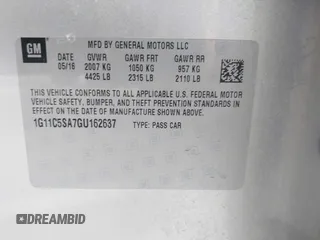 GM
MFD BY GENERAL MOTORS LLC
DATE GVWR GAWR FRT GAWR RR
05/16 2007 KG 1050 KG 957 KG
4425 LB 2315 LB 2110 LB
THIS VEHICLE CONFORMS TO ALL APPLICABLE U.S. FEDERAL MOTOR
VEHICLE SAFETY, BUMPER, AND THEFT PREVENTION STANDARDS
IN EFFECT ON THE DATE OF MANUFACTURE SHOWN ABOVE.
1G11C5SA7GU162637 TYPE: PASS CAR
DREAMBID